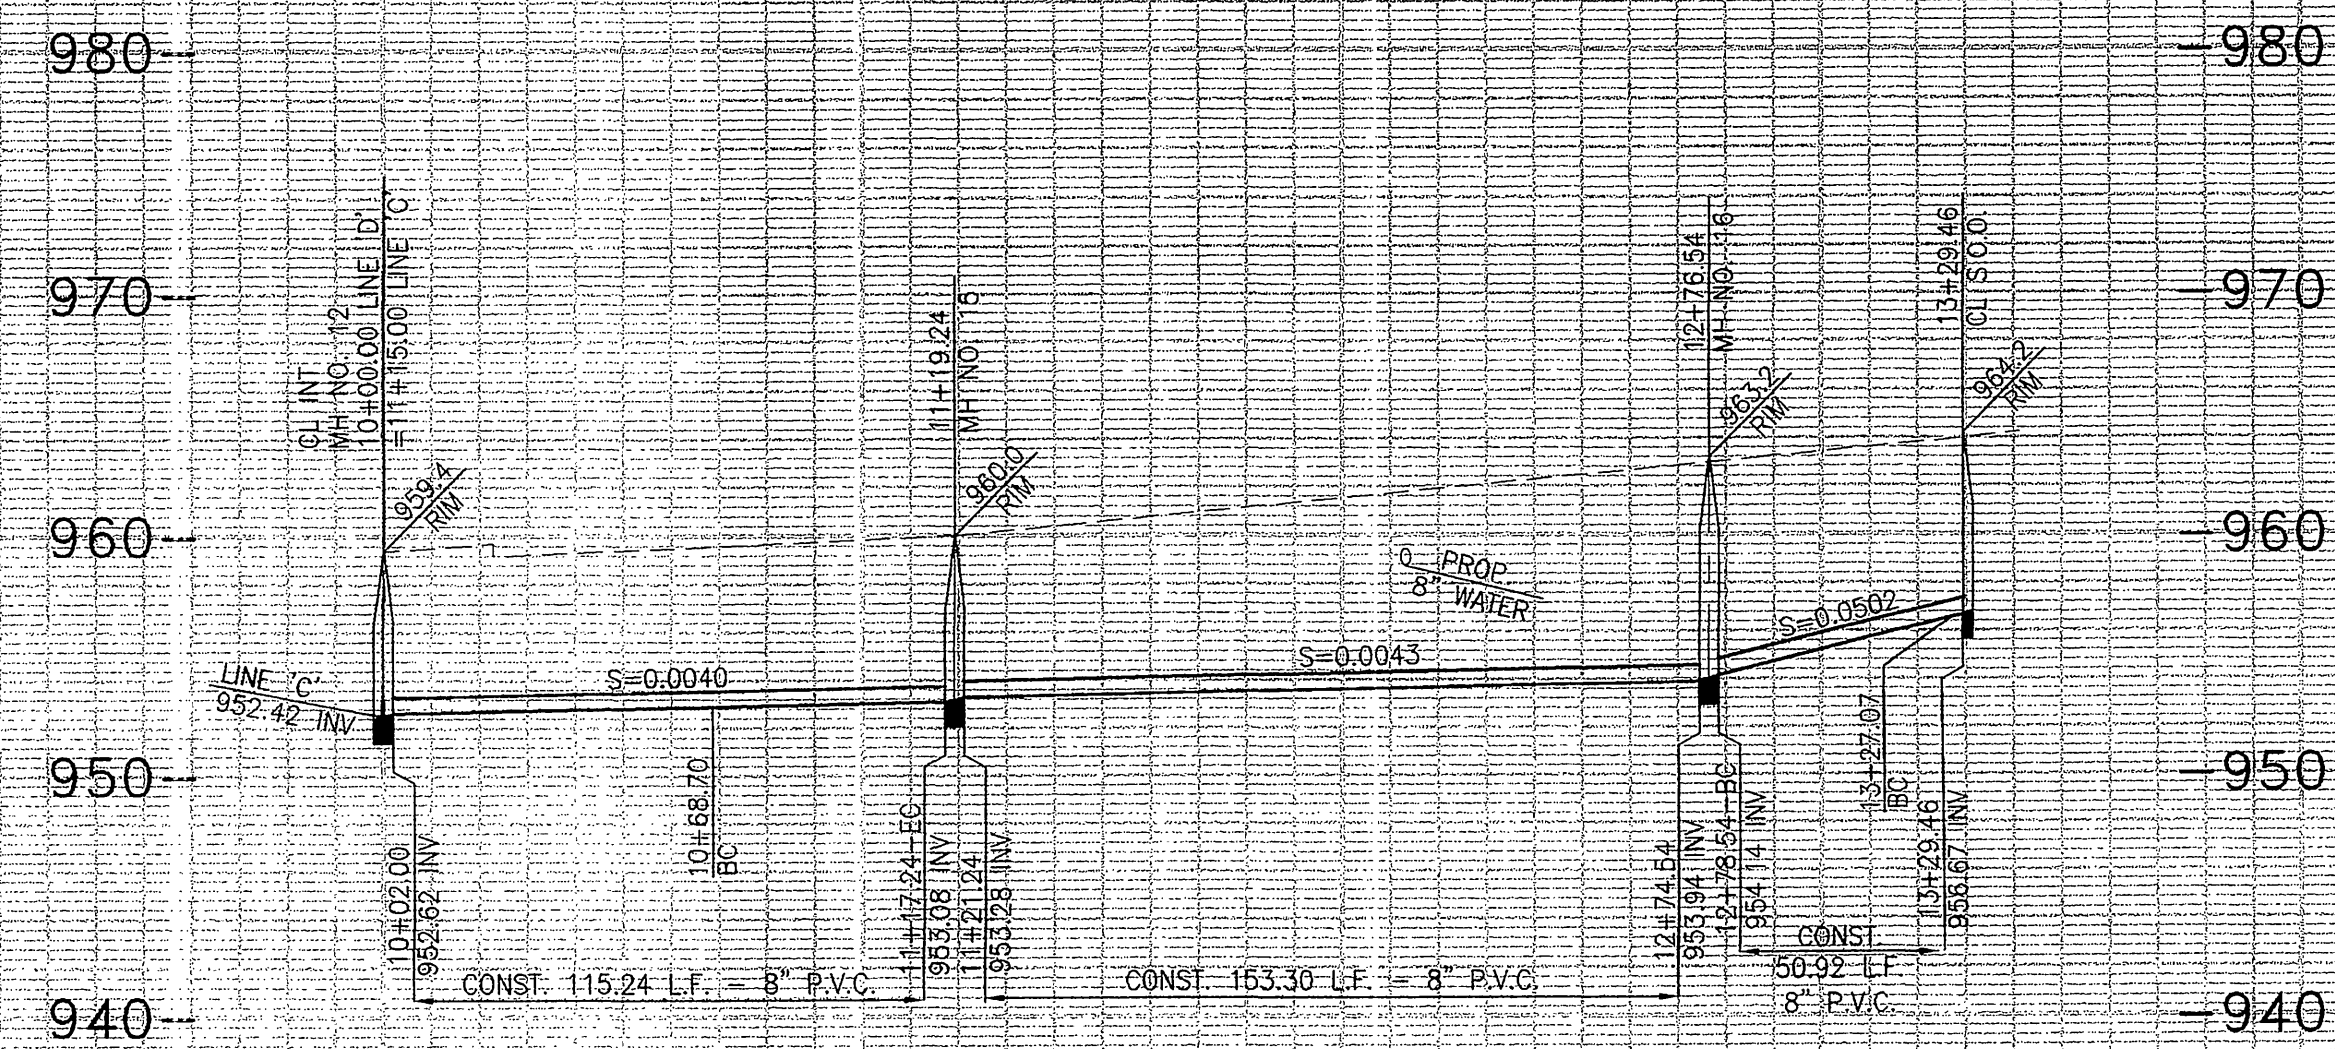 980
980
970
970
960
960
950
950
940
940
CL INT
MH NO. 12
10+00.00 LINE 'D'
=11+15.00 LINE 'C'
959.4
RIM
11+19.24
MH NO. 15
960.0
RIM
12+76.54
MH NO. 16
963.2
RIM
13+29.46
CL S.C.O.
964.2
RIM
PROP.
8" WATER
LINE 'C'
952.42 INV
S=0.0040
S=0.0043
S=0.0502
10+02.00
952.62 INV
10+68.70
BC
11+17.24-EC
953.08 INV
11+21.24
953.28 INV
12+74.54
953.94 INV
12+78.54-BC
954.14 INV
13+27.07
BC
13+29.46
956.67 INV
CONST. 115.24 L.F. - 8" P.V.C.
CONST. 153.30 L.F. - 8" P.V.C.
CONST.
50.92 L.F.
8" P.V.C.